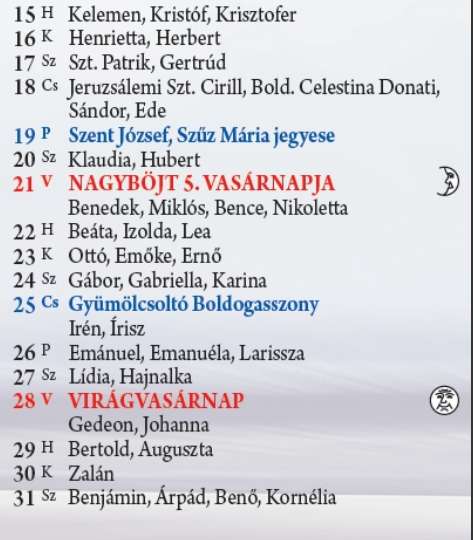 15 H Kelemen, Kristóf, Krisztofer
16 K Henrietta, Herbert
17 Sz Szt. Patrik, Gertrúd
18 Cs Jeruzsálemi Szt. Cirill, Bold. Celestina Donati,
Sándor, Ede
19 P Szent József, Szűz Mária jegyese
20 Sz Klaudia, Hubert
21 V NAGYBÖJT 5. VASÁRNAPJA
Benedek, Miklós, Bence, Nikoletta
22 H Beáta, Izolda, Lea
23 K Ottó, Emőke, Ernő
24 Sz Gábor, Gabriella, Karina
25 Cs Gyümölcsoltó Boldogasszony
Irén, Írisz
26 P Emánuel, Emanuéla, Larissza
27 Sz Lídia, Hajnalka
28 V VIRÁGVASÁRNAP
Gedeon, Johanna
29 H Bertold, Auguszta
30 K Zalán
31 Sz Benjámin, Árpád, Benő, Kornélia